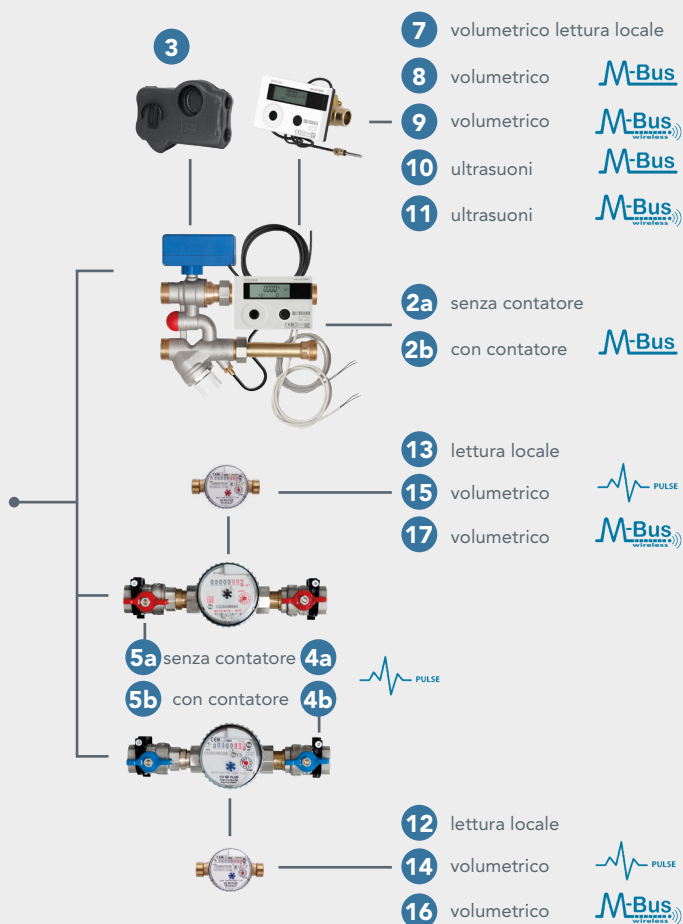 3
7 volumetrico lettura locale
8 volumetrico M-Bus
9 volumetrico M-Bus wireless
10 ultrasuoni M-Bus
11 ultrasuoni M-Bus wireless
2a senza contatore
2b con contatore M-Bus
13 lettura locale
15 volumetrico PULSE
17 volumetrico M-Bus wireless
5a senza contatore 4a
PULSE
5b con contatore 4b
12 lettura locale
14 volumetrico PULSE
16 volumetrico M-Bus wireless